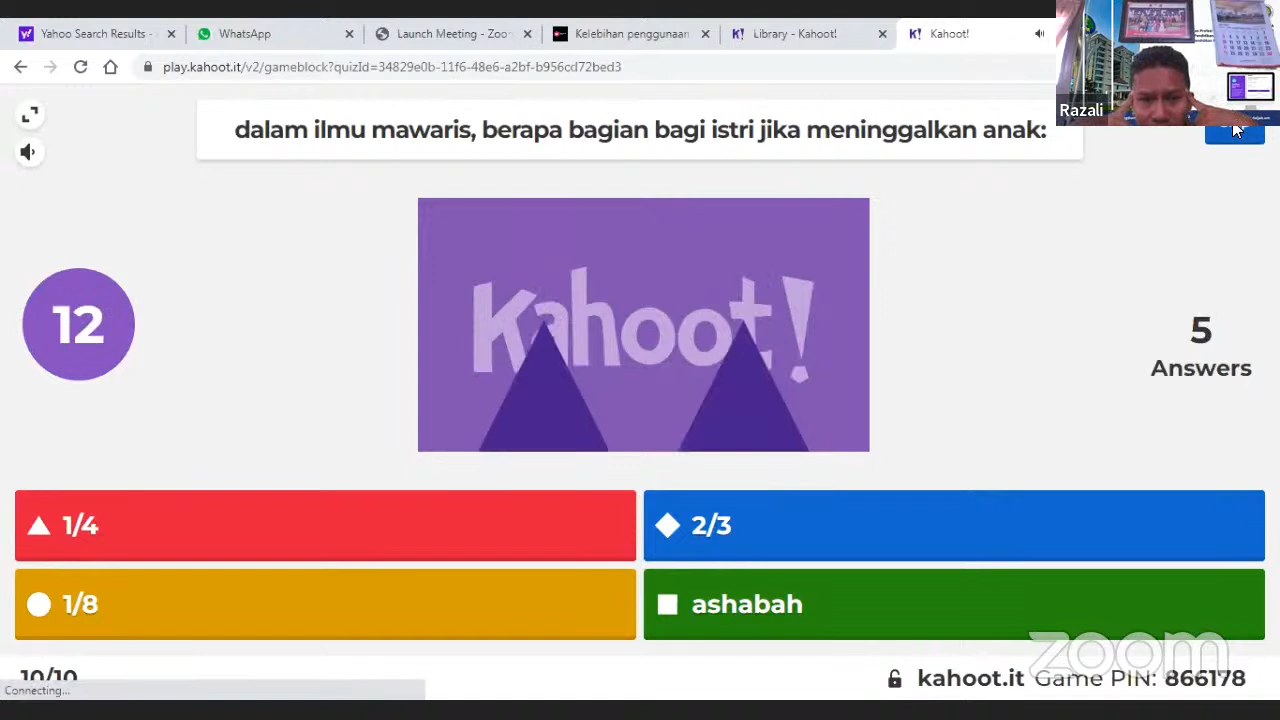 Yahoo Search Results -
WhatsApp
Launch Meeting - Zoo
Kelebihan penggunaan
Library - Kahoot!
Kahoot!
play.kahoot.it/v2/gameblock?quizId=34829e0b-11f6-48e6-a2bf-b956cd72bed3
Razali
dalam ilmu mawaris, berapa bagian bagi istri jika meninggalkan anak:
12
Kahoot!
5
Answers
1/4
2/3
1/8
ashabah
zoom
10/10
kahoot.it Game PIN: 866178
Connecting...